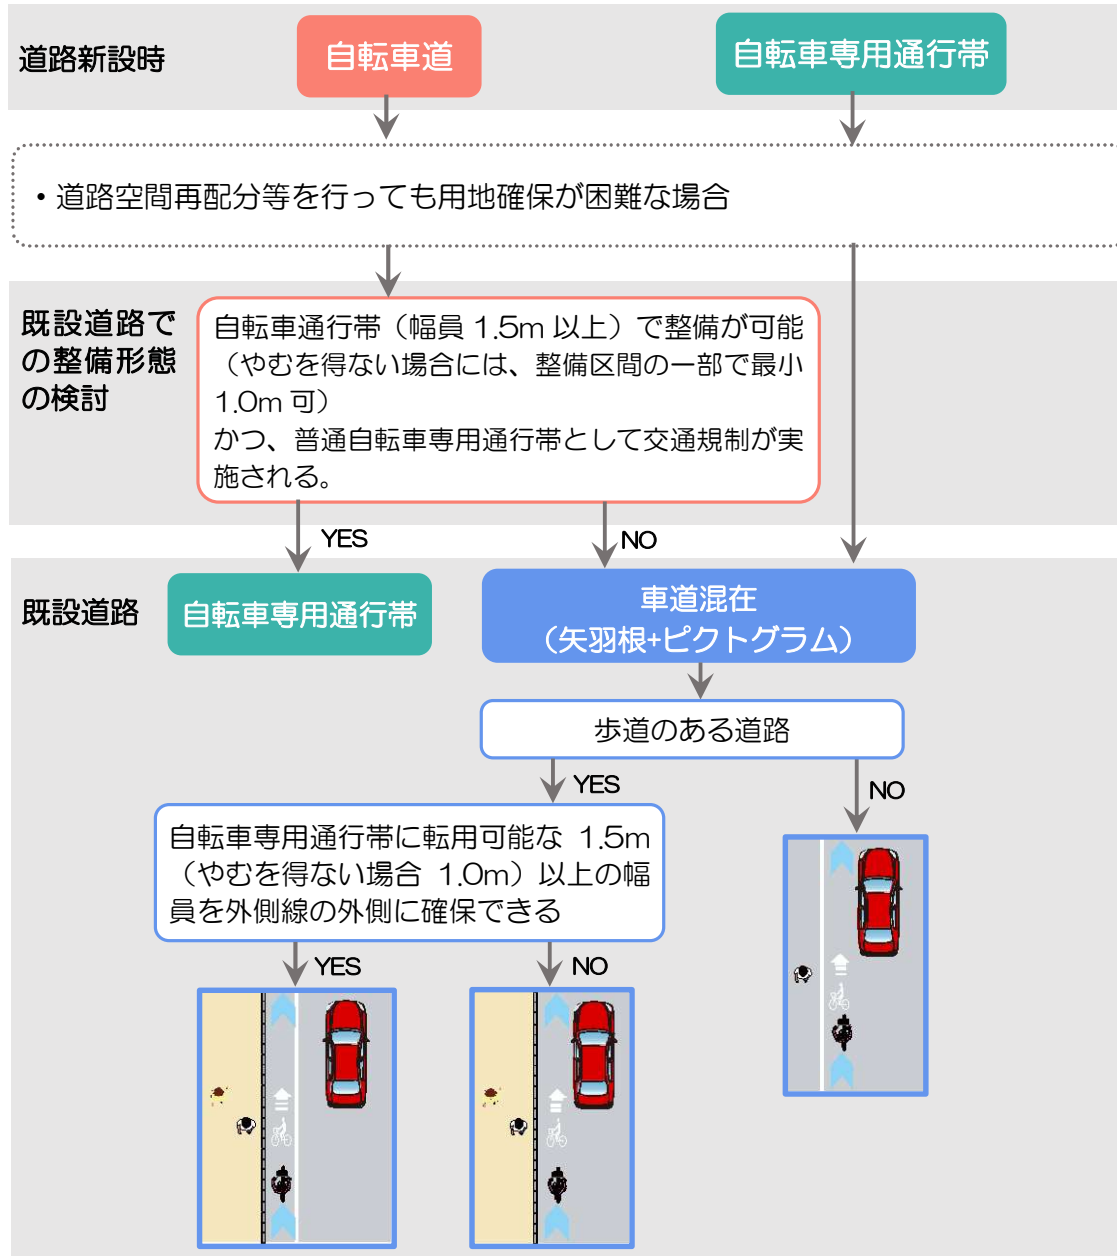 道路新設時
自転車道
自転車専用通行帯
・道路空間再配分等を行っても用地確保が困難な場合
既設道路で
の整備形態
の検討
自転車通行帯（幅員 1.5m 以上）で整備が可能
（やむを得ない場合には、整備区間の一部で最小
1.0m 可）
かつ、普通自転車専用通行帯として交通規制が実
施される。
YES
NO
既設道路
自転車専用通行帯
車道混在
（矢羽根+ピクトグラム）
歩道のある道路
YES
NO
自転車専用通行帯に転用可能な 1.5m
（やむを得ない場合 1.0m）以上の幅
員を外側線の外側に確保できる
YES
NO